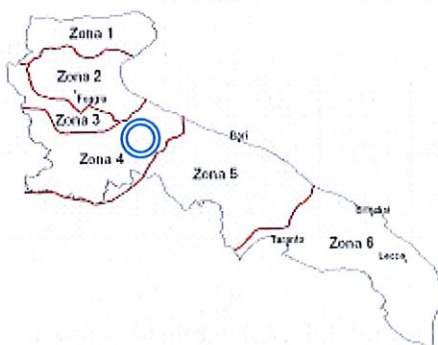 Zona 1
Zona 2
Foggia
Zona 3
Zona 4
Bari
Zona 5
Brindisi
Taranto
Zona 6
Lecce